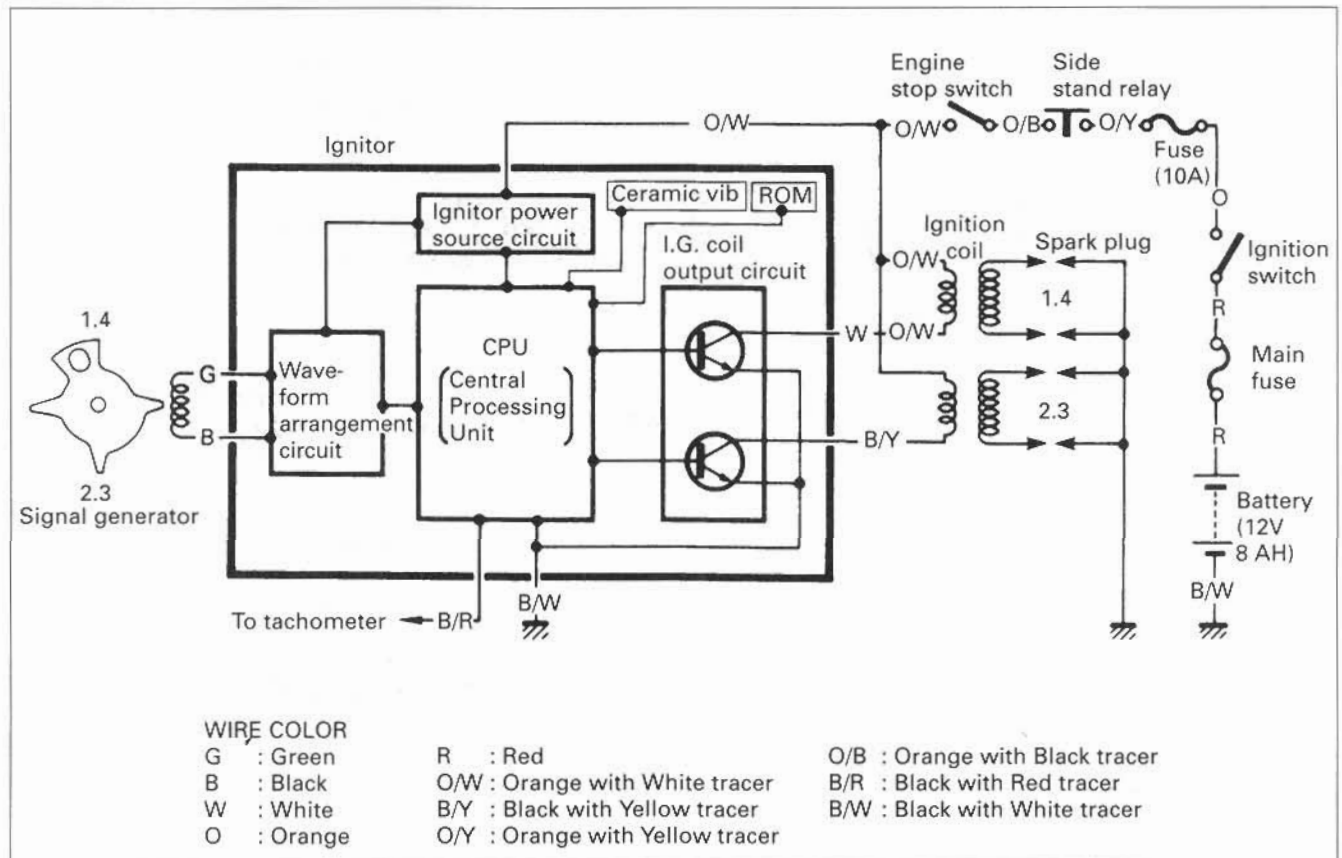 Engine
stop switch
Side
stand relay
O/W
O/W
O/B
O/Y
Fuse
(10A)
Ignitor
Ceramic vib
ROM
O
Ignitor power
source circuit
I.G. coil
output circuit
Ignition
coil
Spark plug
Ignition
switch
O/W
1.4
R
1.4
W
O/W
CPU
Central
Processing
Unit
Main
fuse
G
Wave-
form
arrangement
circuit
2.3
B
B/Y
R
2.3
Signal generator
Battery
(12V
8 AH)
B/W
B/W
To tachometer
B/R
WIRE COLOR
G : Green
B : Black
W : White
O : Orange
R : Red
O/W : Orange with White tracer
B/Y : Black with Yellow tracer
O/Y : Orange with Yellow tracer
O/B : Orange with Black tracer
B/R : Black with Red tracer
B/W : Black with White tracer